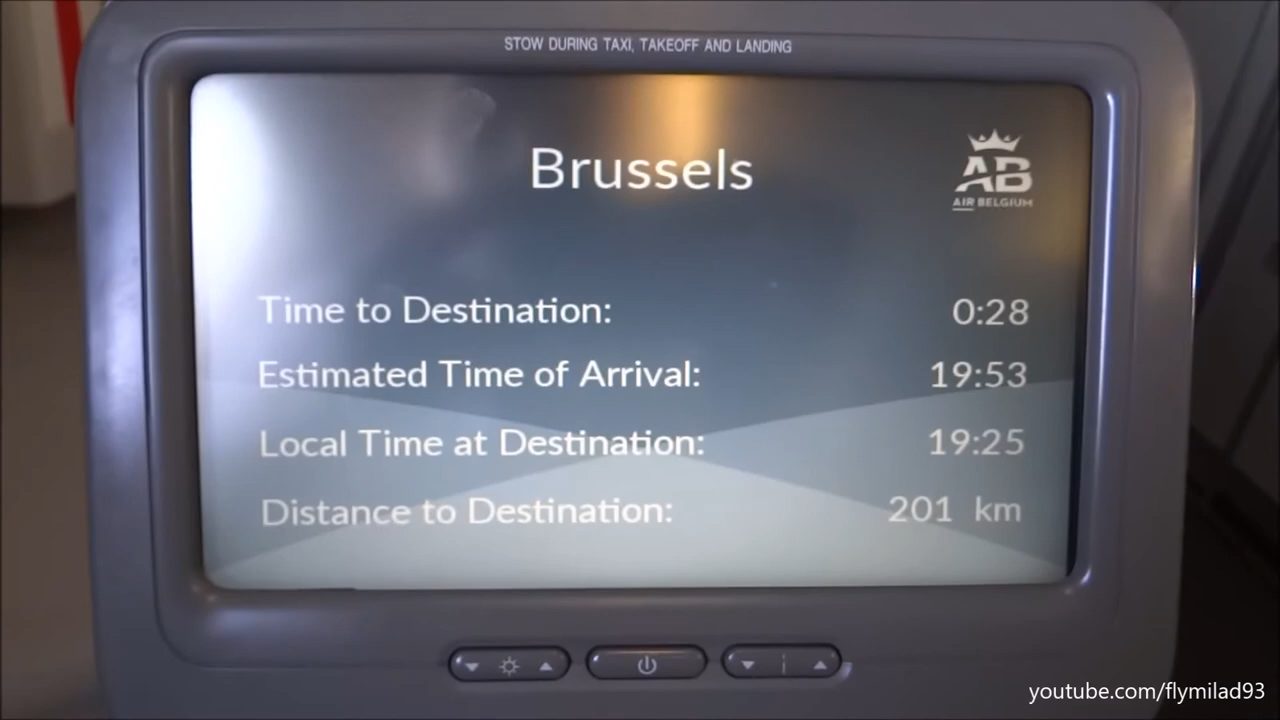 STOW DURING TAXI, TAKEOFF AND LANDING
Brussels
AB
AIR BELGIUM
Time to Destination: 0:28
Estimated Time of Arrival: 19:53
Local Time at Destination: 19:25
Distance to Destination: 201 km
youtube.com/flymilad93